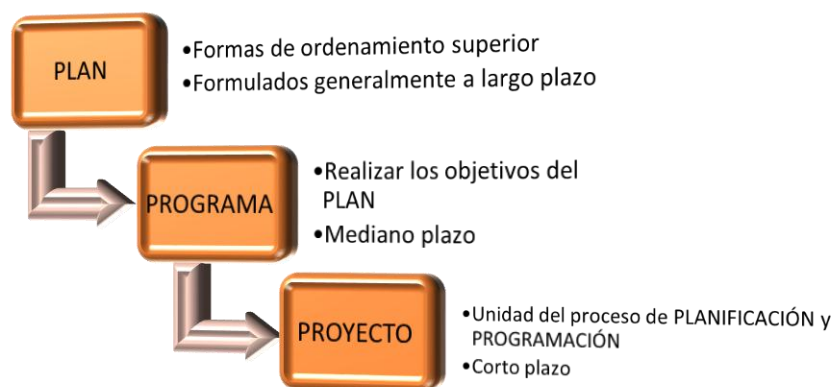 PLAN
•Formas de ordenamiento superior
•Formulados generalmente a largo plazo
PROGRAMA
•Realizar los objetivos del
PLAN
•Mediano plazo
PROYECTO
•Unidad del proceso de PLANIFICACIÓN y
PROGRAMACIÓN
•Corto plazo